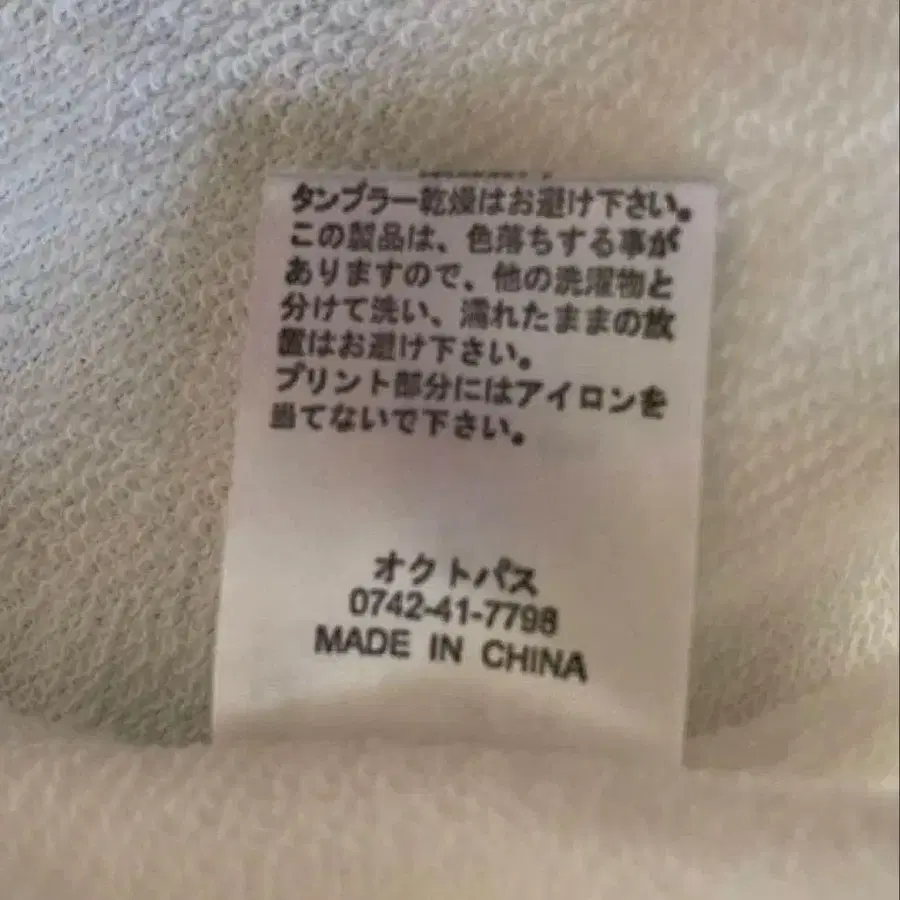 タンブラー乾燥はお避け下さい。
この製品は、色落ちする事が
ありますので、他の洗濯物と
分けて洗い、濡れたままの放
置はお避け下さい。
プリント部分にはアイロンを
当てないで下さい。
オクトパス
0742-41-7798
MADE IN CHINA